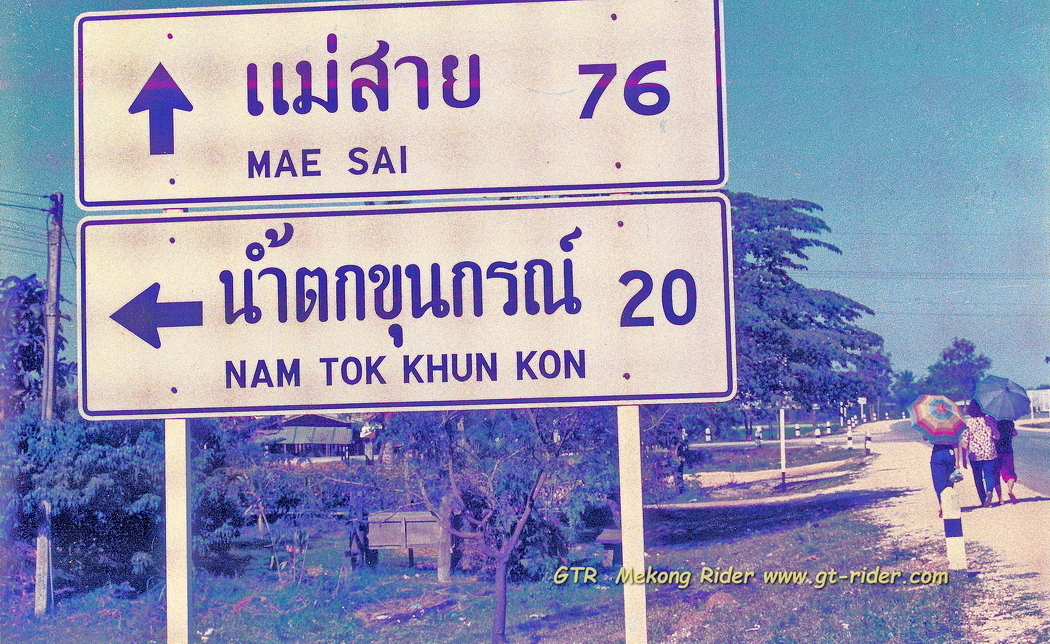 แม่สาย 76
MAE SAI
น้ำตกขุนกรณ์ 20
NAM TOK KHUN KON
GTR Mekong Rider www.gt-rider.com